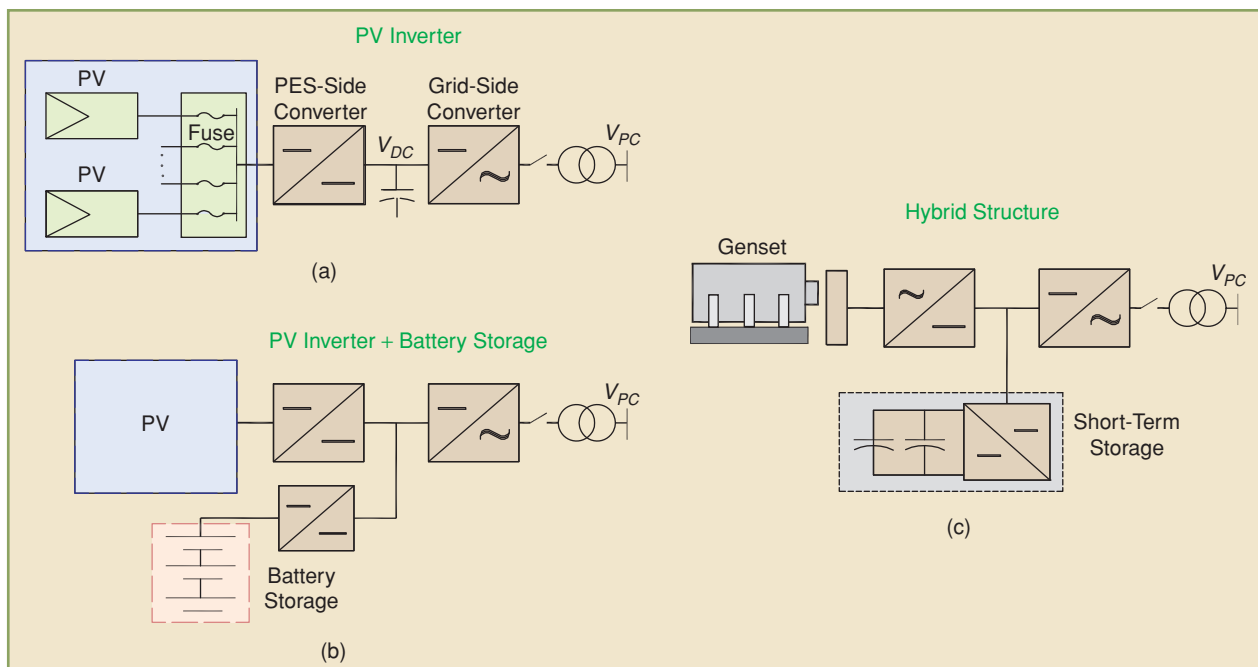 PV Inverter
PV
Fuse
PV
PES-Side
Converter
V_DC
Grid-Side
Converter
V_PC
(a)
PV Inverter + Battery Storage
PV
V_PC
Battery
Storage
(b)
Hybrid Structure
Genset
V_PC
Short-Term
Storage
(c)